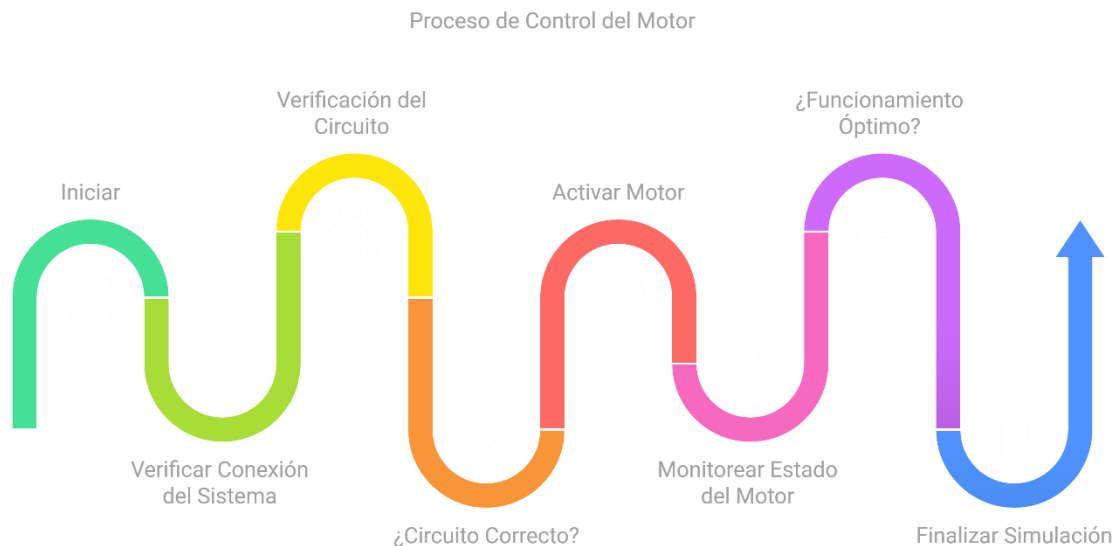 Proceso de Control del Motor
Iniciar
Verificar Conexión
del Sistema
Verificación del
Circuito
¿Circuito Correcto?
Activar Motor
Monitorear Estado
del Motor
¿Funcionamiento
Óptimo?
Finalizar Simulación